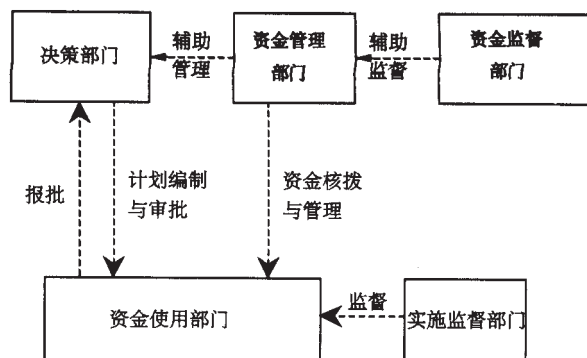 决策部门
辅助
管理
资金管理
部门
辅助
监督
资金监督
部门
报批
计划编制
与审批
资金核拨
与管理
资金使用部门
监督
实施监督部门